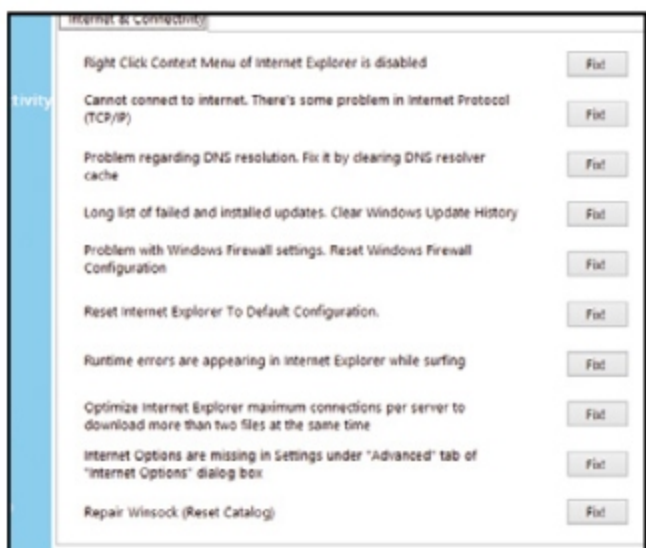 Internet & Connectivity
tivity
Right Click Context Menu of Internet Explorer is disabled
Fix!
Cannot connect to internet. There's some problem in Internet Protocol
(TCP/IP)
Fix!
Problem regarding DNS resolution. Fix it by clearing DNS resolver
cache
Fix!
Long list of failed and installed updates. Clear Windows Update History
Fix!
Problem with Windows Firewall settings. Reset Windows Firewall
Configuration
Fix!
Reset Internet Explorer To Default Configuration.
Fix!
Runtime errors are appearing in Internet Explorer while surfing
Fix!
Optimize Internet Explorer maximum connections per server to
download more than two files at the same time
Fix!
Internet Options are missing in Settings under "Advanced" tab of
"Internet Options" dialog box
Fix!
Repair Winsock (Reset Catalog)
Fix!